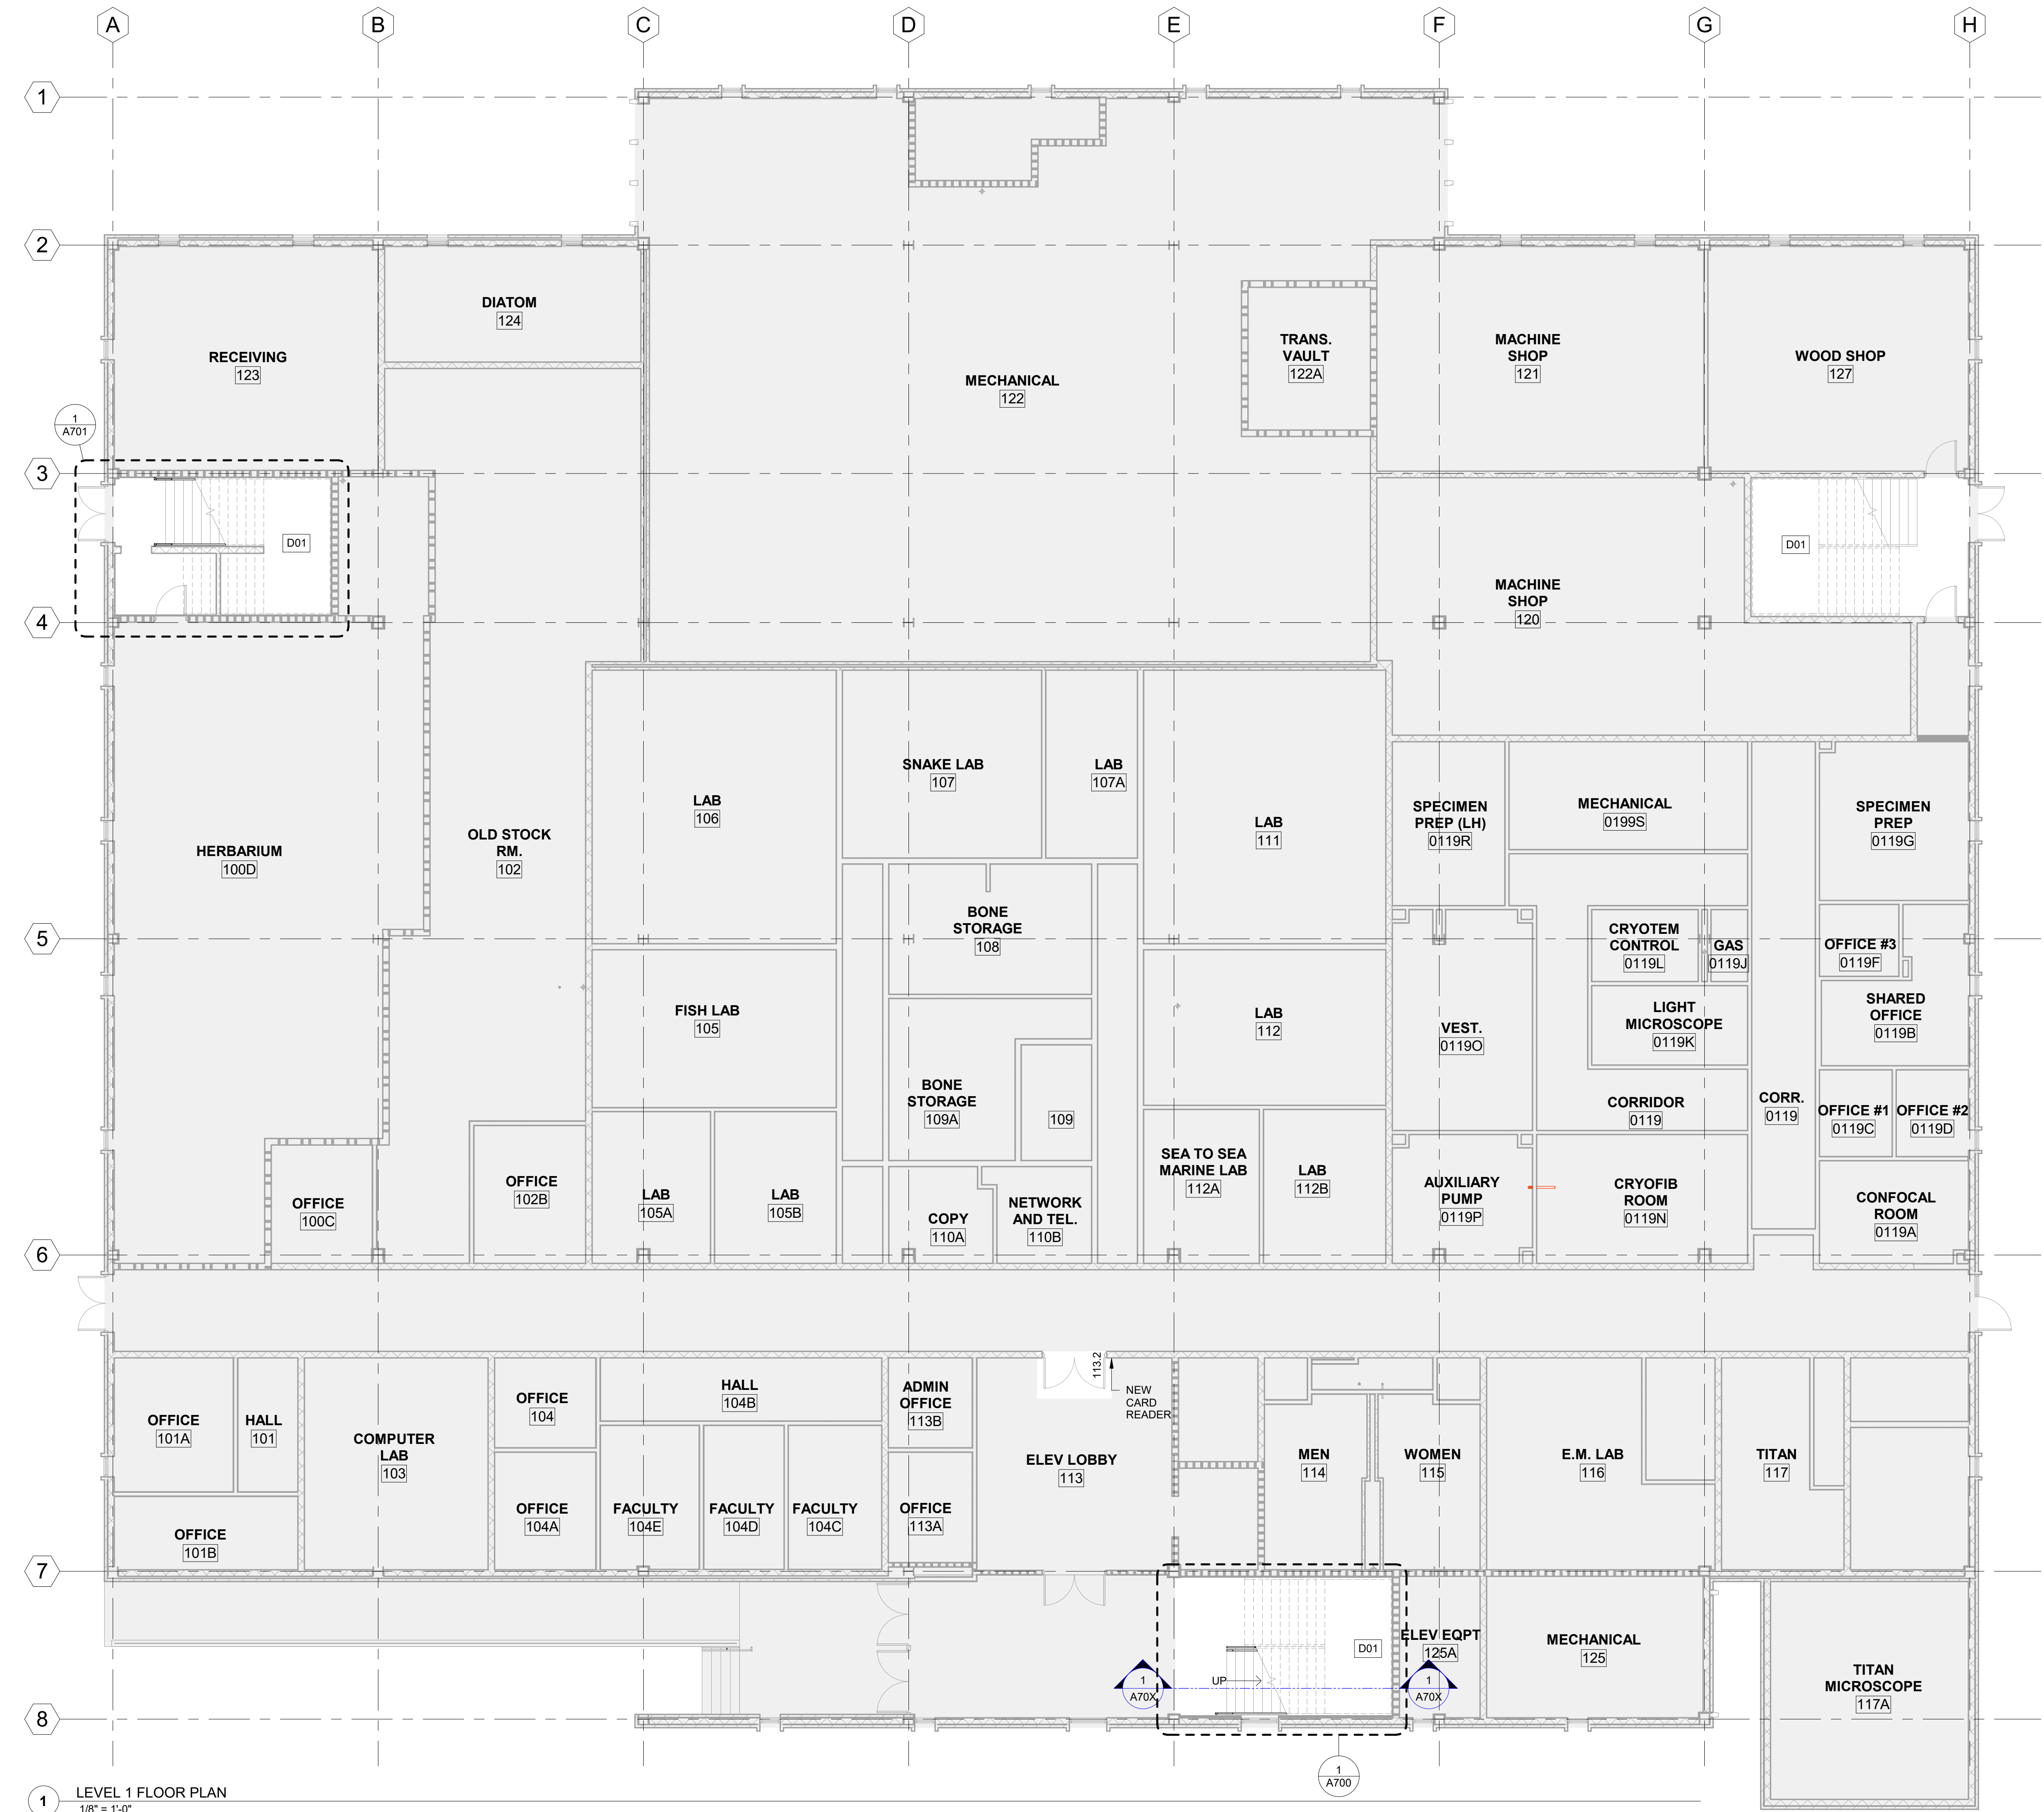 A
B
C
D
E
F
G
H
1
2
3
4
5
6
7
8
DIATOM
124
RECEIVING
123
MECHANICAL
122
TRANS.
VAULT
122A
MACHINE
SHOP
121
WOOD SHOP
127
1
A701
D01
D01
MACHINE
SHOP
120
HERBARIUM
100D
OLD STOCK
RM.
102
LAB
106
SNAKE LAB
107
LAB
107A
LAB
111
SPECIMEN
PREP (LH)
0119R
MECHANICAL
0199S
SPECIMEN
PREP
0119G
BONE
STORAGE
108
CRYOTEM
CONTROL
0119L
GAS
0119J
OFFICE #3
0119F
FISH LAB
105
LAB
112
VEST.
0119O
LIGHT
MICROSCOPE
0119K
SHARED
OFFICE
0119B
BONE
STORAGE
109A
109
CORRIDOR
0119
CORR.
0119
OFFICE #1
0119C
OFFICE #2
0119D
OFFICE
100C
OFFICE
102B
LAB
105A
LAB
105B
COPY
110A
NETWORK
AND TEL.
110B
SEA TO SEA
MARINE LAB
112A
LAB
112B
AUXILIARY
PUMP
0119P
CRYOFIB
ROOM
0119N
CONFOCAL
ROOM
0119A
113.2
NEW
CARD
READER
OFFICE
101A
HALL
101
COMPUTER
LAB
103
OFFICE
104
HALL
104B
ADMIN
OFFICE
113B
ELEV LOBBY
113
MEN
114
WOMEN
115
E.M. LAB
116
TITAN
117
OFFICE
101B
OFFICE
104A
FACULTY
104E
FACULTY
104D
FACULTY
104C
OFFICE
113A
D01
UP
1
A70X
1
A70X
ELEV EQPT
125A
MECHANICAL
125
TITAN
MICROSCOPE
117A
1
A700
1
LEVEL 1 FLOOR PLAN
1/8" = 1'-0"